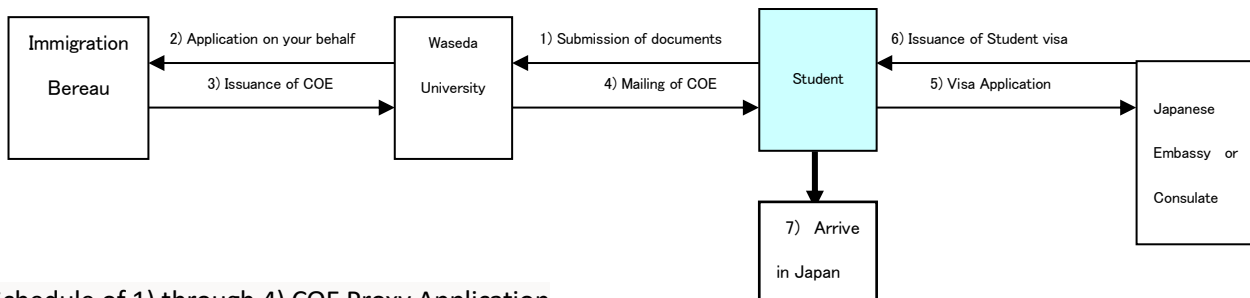 Immigration
Bereau
2) Application on your behalf
3) Issuance of COE
Waseda
University
1) Submission of documents
4) Mailing of COE
Student
6) Issuance of Student visa
5) Visa Application
Japanese
Embassy or
Consulate
7) Arrive
in Japan
Schedule of 1) through 4) COE Proxy Application